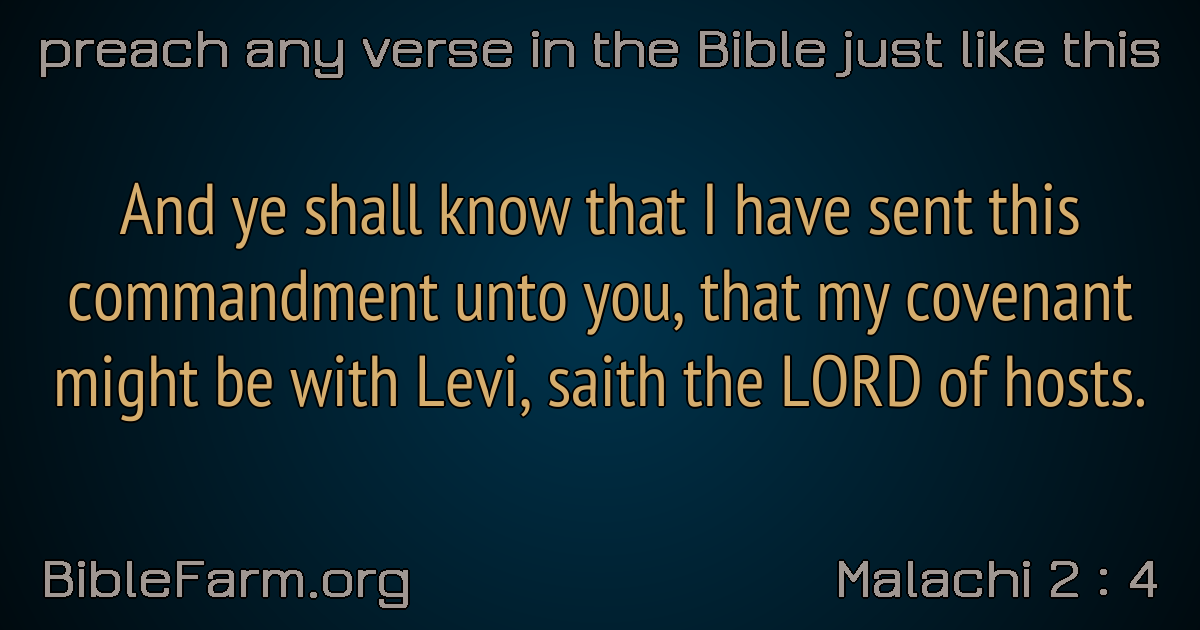 preach any verse in the Bible just like this
And ye shall know that I have sent this
commandment unto you, that my covenant
might be with Levi, saith the LORD of hosts.
BibleFarm.org
Malachi 2 : 4